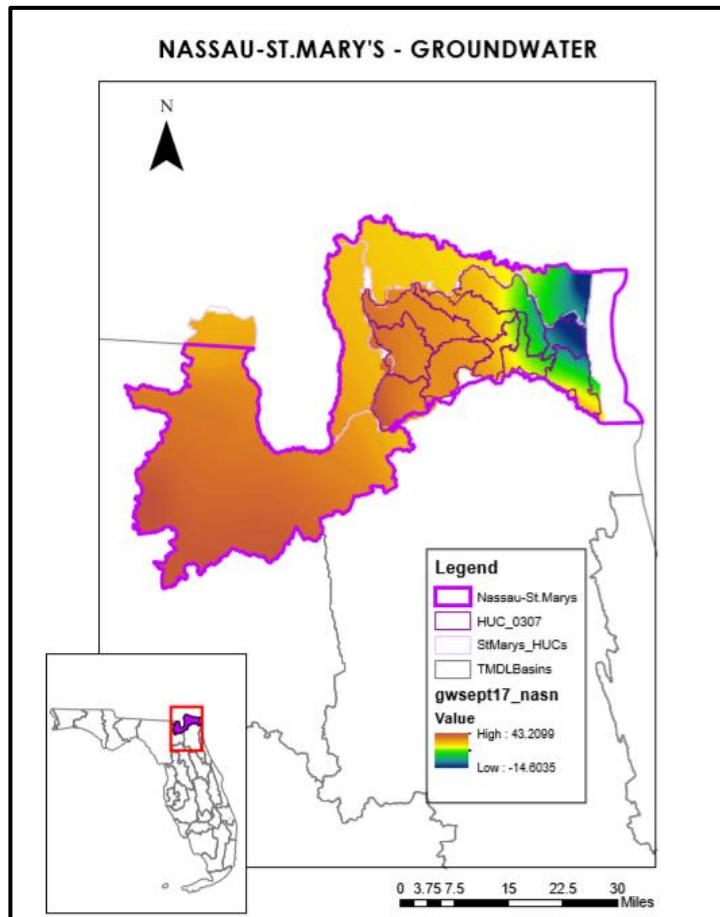 NASSAU-ST.MARY'S - GROUNDWATER
N
Legend
Nassau-St.Marys
HUC_0307
StMarys_HUCs
TMDLBasins
gwsept17_nasn
Value
High : 43.2099
Low : -14.6035
0 3.75 7.5 15 22.5 30
Miles